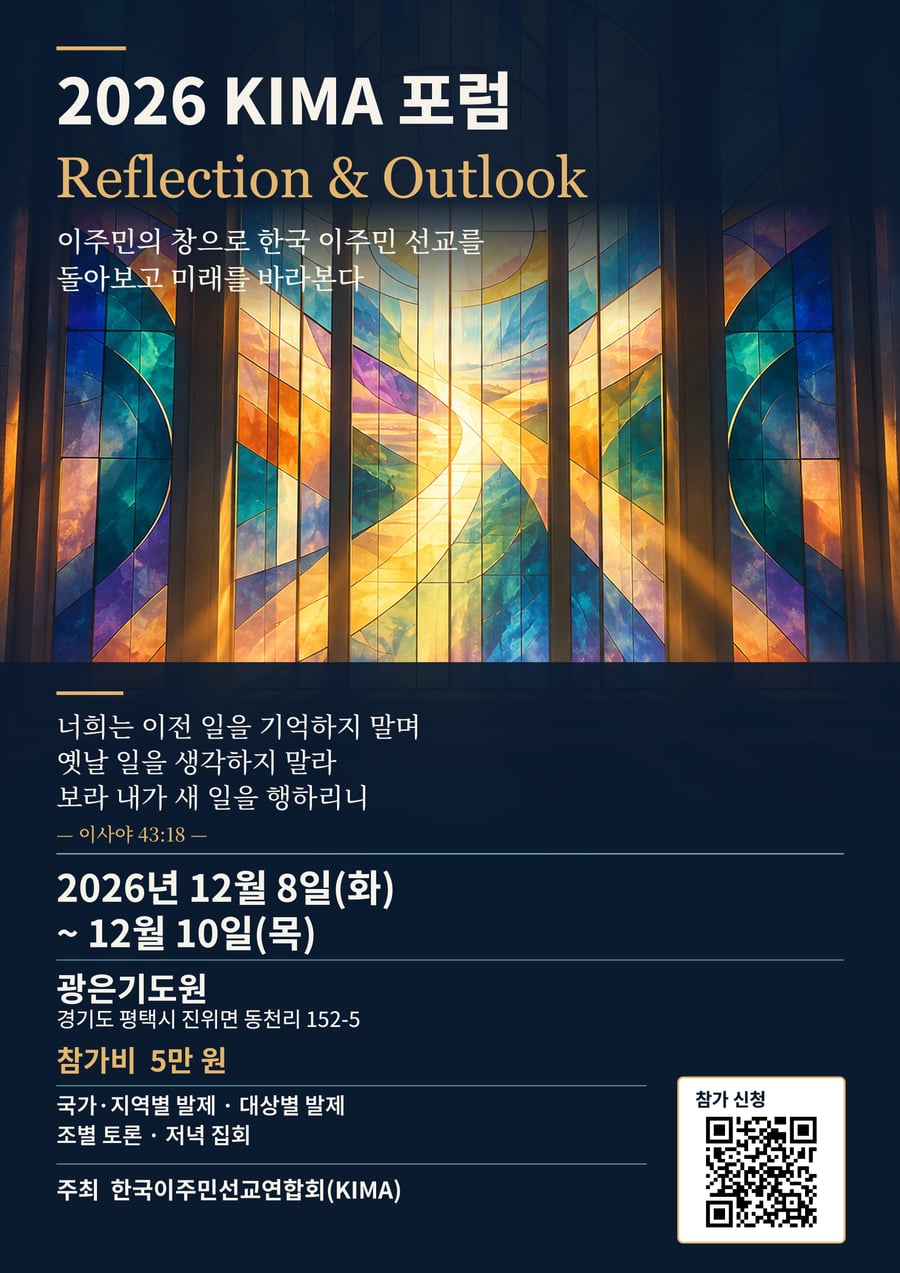 2026 KIMA 포럼
Reflection & Outlook
이주민의 창으로 한국 이주민 선교를
돌아보고 미래를 바라본다
너희는 이전 일을 기억하지 말며
옛날 일을 생각하지 말라
보라 내가 새 일을 행하리니
— 이사야 43:18 —
2026년 12월 8일(화)
~ 12월 10일(목)
광은기도원
경기도 평택시 진위면 동천리 152-5
참가비 5만 원
국가·지역별 발제 · 대상별 발제
조별 토론 · 저녁 집회
주최 한국이주민선교연합회(KIMA)
참가 신청